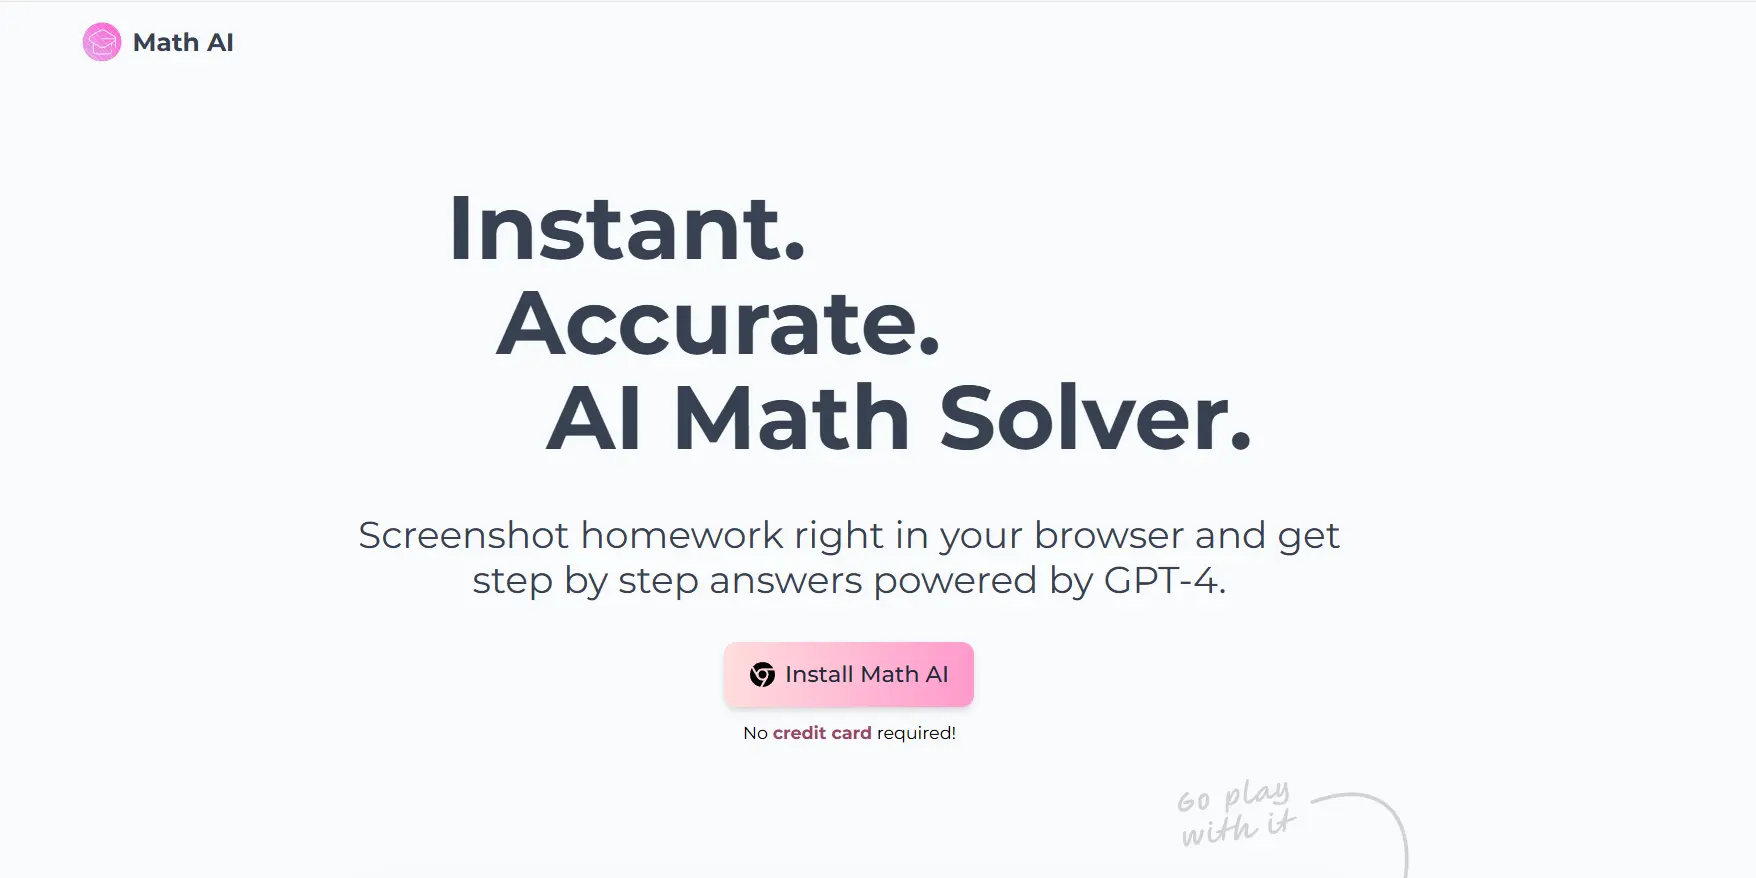 Math AI
Instant.
Accurate.
AI Math Solver.
Screenshot homework right in your browser and get
step by step answers powered by GPT-4.
Install Math AI
No credit card required!
Go play
with it